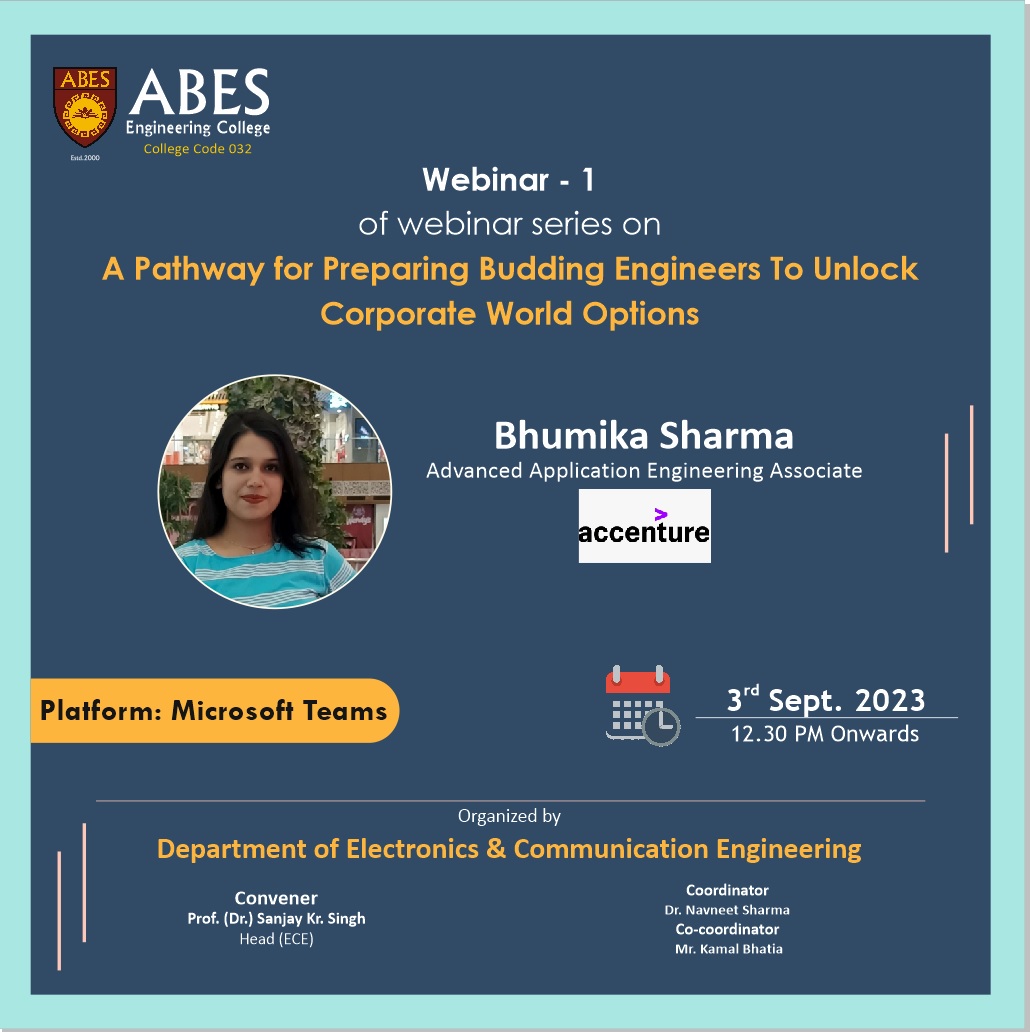 ABES
ABES
Engineering College
College Code 032
Estd.2000
Webinar - 1
of webinar series on
A Pathway for Preparing Budding Engineers To Unlock
Corporate World Options
Bhumika Sharma
Advanced Application Engineering Associate
>
accenture
Platform: Microsoft Teams
3rd Sept. 2023
12.30 PM Onwards
Organized by
Department of Electronics & Communication Engineering
Convener
Prof. (Dr.) Sanjay Kr. Singh
Head (ECE)
Coordinator
Dr. Navneet Sharma
Co-coordinator
Mr. Kamal Bhatia